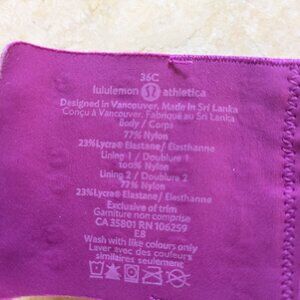 36C
lululemon athletica
Designed in Vancouver, Made in Sri Lanka
Conçu à Vancouver, Fabriqué au Sri Lanka
Body / Corps
77% Nylon
23% Lycra® Elastane/ Elasthanne
Lining 1 / Doublure 1
100% Nylon
Lining 2 / Doublure 2
77% Nylon
23% Lycra® Elastane/ Elasthanne
Exclusive of trim
Garniture non comprise
CA 35801 RN 106259
E8
Wash with like colours only
Laver avec des couleurs
similaires seulement